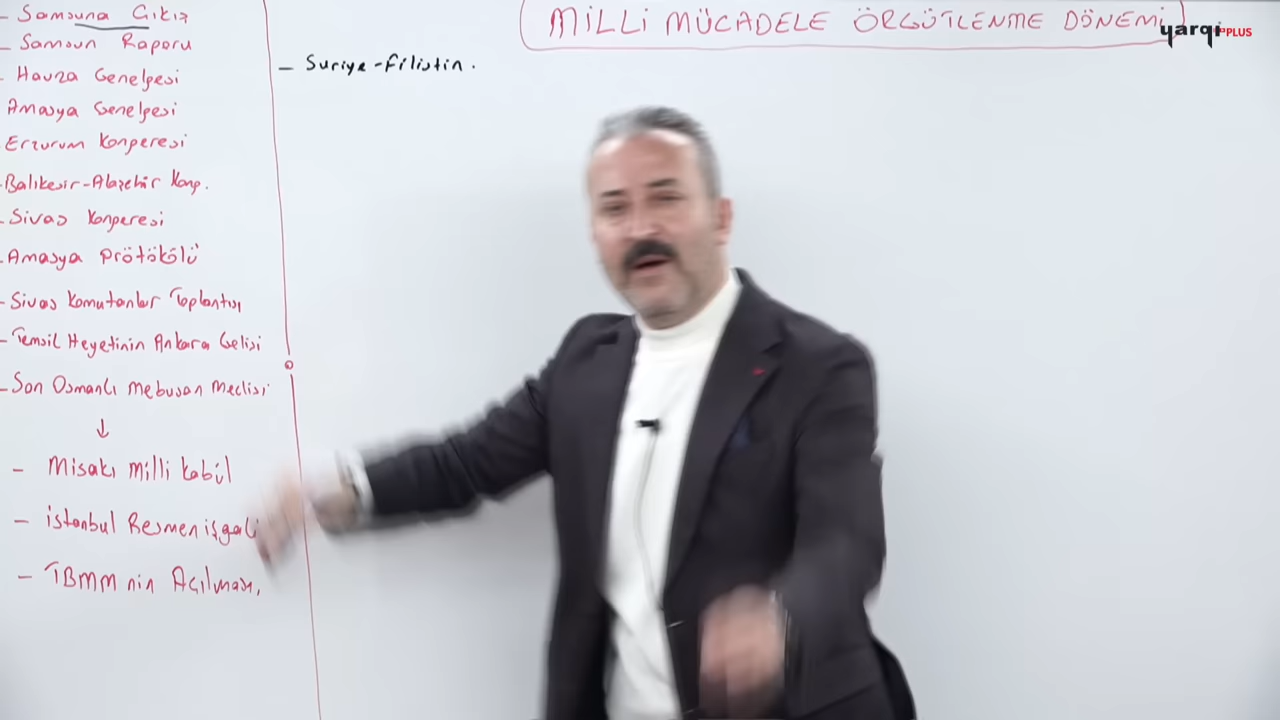 MİLLİ MÜCADELE ÖRGÜTLENME DÖNEMİ
yargı PLUS
- Samsuna Çıkış
- Samsun Raporu
- Havza Genelgesi
Amasya Genelgesi
Erzurum Kongresi
-Balıkesir-Alaşehir Kong.
-Sivas Kongresi
-Amasya Prötökölü
-Sivas Komutanlar Toplantısı
-Temsil Heyetinin Ankara Gelişi
-Son Osmanlı Mebusan Meclisi
- Misakı Milli Kabül
- İstanbul Resmen işgali
- TBMM nin Açılması,
- Suriye-Filistin.